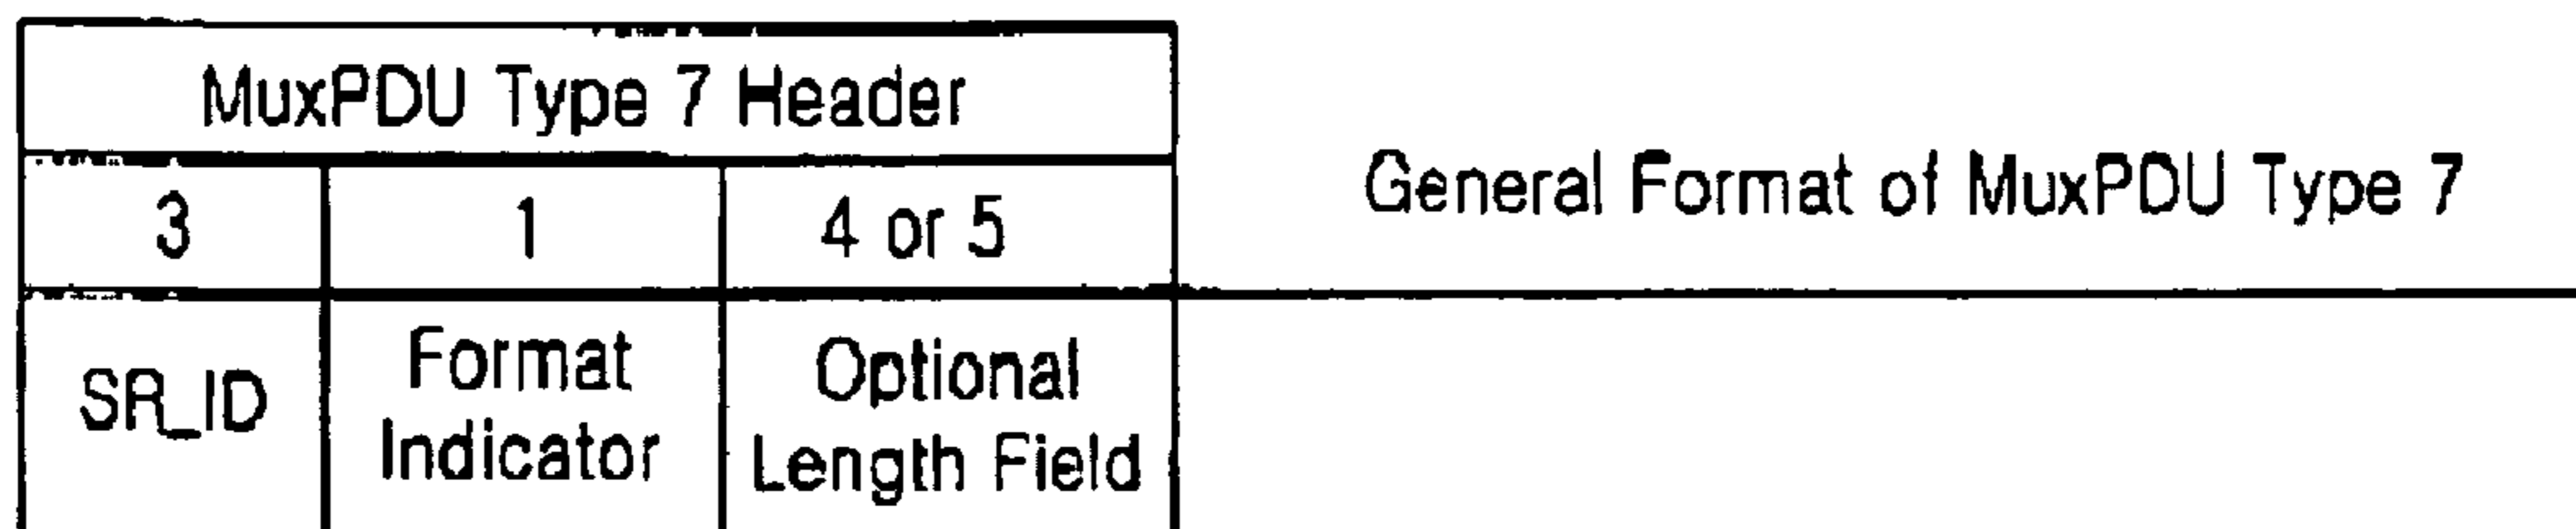 MuxPDU Type 7 Header
General Format of MuxPDU Type 7
3 1 4 or 5
SR_ID
Format
Indicator
Optional
Length Field